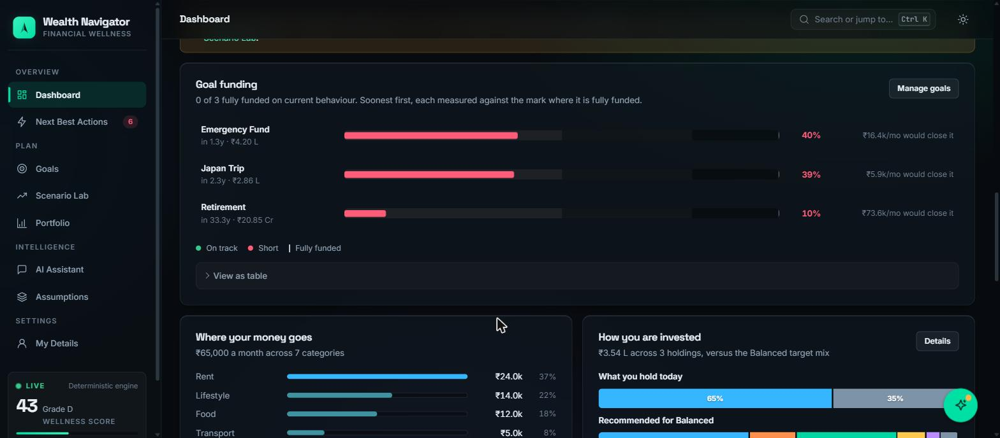 Wealth Navigator
FINANCIAL WELLNESS
OVERVIEW
Dashboard
Next Best Actions 6
PLAN
Goals
Scenario Lab
Portfolio
INTELLIGENCE
AI Assistant
Assumptions
SETTINGS
My Details
LIVE Deterministic engine
43 Grade D
WELLNESS SCORE
Dashboard
Search or jump to... Ctrl K
Scenario Lab.
Goal funding
Manage goals
0 of 3 fully funded on current behaviour. Soonest first, each measured against the mark where it is fully funded.
Emergency Fund
in 1.3y · ₹4.20 L
40% ₹16.4k/mo would close it
Japan Trip
in 2.3y · ₹2.86 L
39% ₹5.9k/mo would close it
Retirement
in 33.3y · ₹20.85 Cr
10% ₹73.6k/mo would close it
On track Short Fully funded
View as table
Where your money goes
₹65,000 a month across 7 categories
Rent ₹24.0k 37%
Lifestyle ₹14.0k 22%
Food ₹12.0k 18%
Transport ₹5.0k 8%
How you are invested
Details
₹3.54 L across 3 holdings, versus the Balanced target mix
What you hold today
65% 35%
Recommended for Balanced